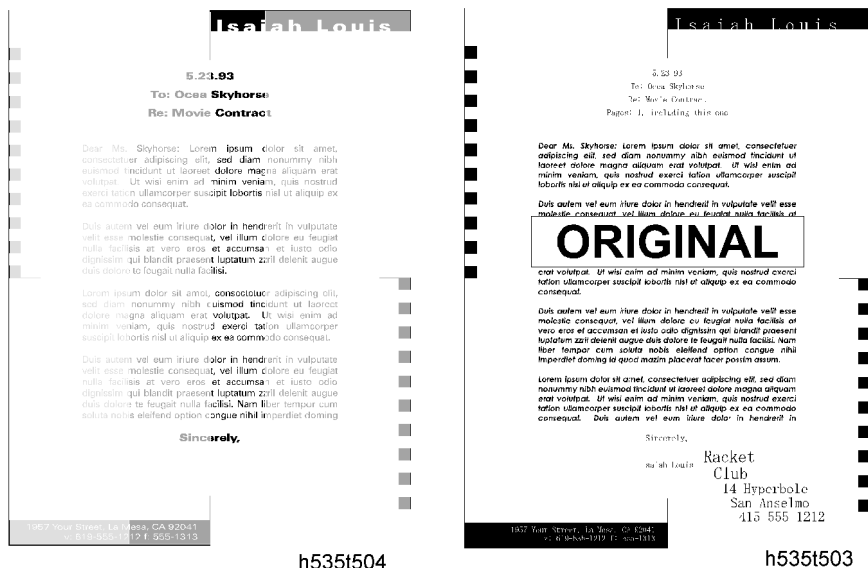 Isaiah Louis
5.23.93
To: Ocea Skyhorse
Re: Movie Contract
Dear Ms. Skyhorse: Lorem ipsum dolor sit amet,
consectetuer adipiscing elit, sed diam nonummy nibh
euismod tincidunt ut laoreet dolore magna aliquam erat
volutpat. Ut wisi enim ad minim veniam, quis nostrud
exerci tation ullamcorper suscipit lobortis nisl ut aliquip ex
ea commodo consequat.
Duis autem vel eum iriure dolor in hendrerit in vulputate
velit esse molestie consequat, vel illum dolore eu feugiat
nulla facilisis at vero eros et accumsan et iusto odio
dignissim qui blandit praesent luptatum zzril delenit augue
duis dolore te feugait nulla facilisi.
Lorem ipsum dolor sit amet, consectetuer adipiscing elit,
sed diam nonummy nibh euismod tincidunt ut laoreet
dolore magna aliquam erat volutpat. Ut wisi enim ad
minim veniam, quis nostrud exerci tation ullamcorper
suscipit lobortis nisl ut aliquip ex ea commodo consequat.
Duis autem vel eum iriure dolor in hendrerit in vulputate
velit esse molestie consequat, vel illum dolore eu feugiat
nulla facilisis at vero eros et accumsan et iusto odio
dignissim qui blandit praesent luptatum zzril delenit augue
duis dolore te feugait nulla facilisi. Nam liber tempor cum
soluta nobis eleifend option congue nihil imperdiet doming
Sincerely,
1957 Your Street, La Mesa, CA 92041
v: 619-555-1212 f: 555-1313
h535t504
Isaiah Louis
5.23.93
To: Ocea Skyhorse
Re: Movie Contract
Pages: 1, including this one
Dear Ms. Skyhorse: Lorem ipsum dolor sit amet, consectetuer
adipiscing elit, sed diam nonummy nibh euismod tincidunt ut
laoreet dolore magna aliquam erat volutpat. Ut wisi enim ad
minim veniam, quis nostrud exerci tation ullamcorper suscipit
lobortis nisl ut aliquip ex ea commodo consequat.
Duis autem vel eum iriure dolor in hendrerit in vulputate velit esse
molestie consequat, vel illum dolore eu feugiat nulla facilisis at
ORIGINAL
erat volutpat. Ut wisi enim ad minim veniam, quis nostrud exerci
tation ullamcorper suscipit lobortis nisl ut aliquip ex ea commodo
consequat.
Duis autem vel eum iriure dolor in hendrerit in vulputate velit esse
molestie consequat, vel illum dolore eu feugiat nulla facilisis at
vero eros et accumsan et iusto odio dignissim qui blandit praesent
luptatum zzril delenit augue duis dolore te feugait nulla facilisi. Nam
liber tempor cum soluta nobis eleifend option congue nihil
imperdiet doming id quod mazim placerat facer possim assum.
Lorem ipsum dolor sit amet, consectetuer adipiscing elit, sed diam
nonummy nibh euismod tincidunt ut laoreet dolore magna aliquam
erat volutpat. Ut wisi enim ad minim veniam, quis nostrud exerci
tation ullamcorper suscipit lobortis nisl ut aliquip ex ea commodo
consequat. Duis autem vel eum iriure dolor in hendrerit in
Sincerely,
Isaiah Louis
Racket
Club
14 Hyperbole
San Anselmo
415 555 1212
1957 Your Street, La Mesa, CA 92041
v: 619-555-1212 f: 555-1313
h535t503